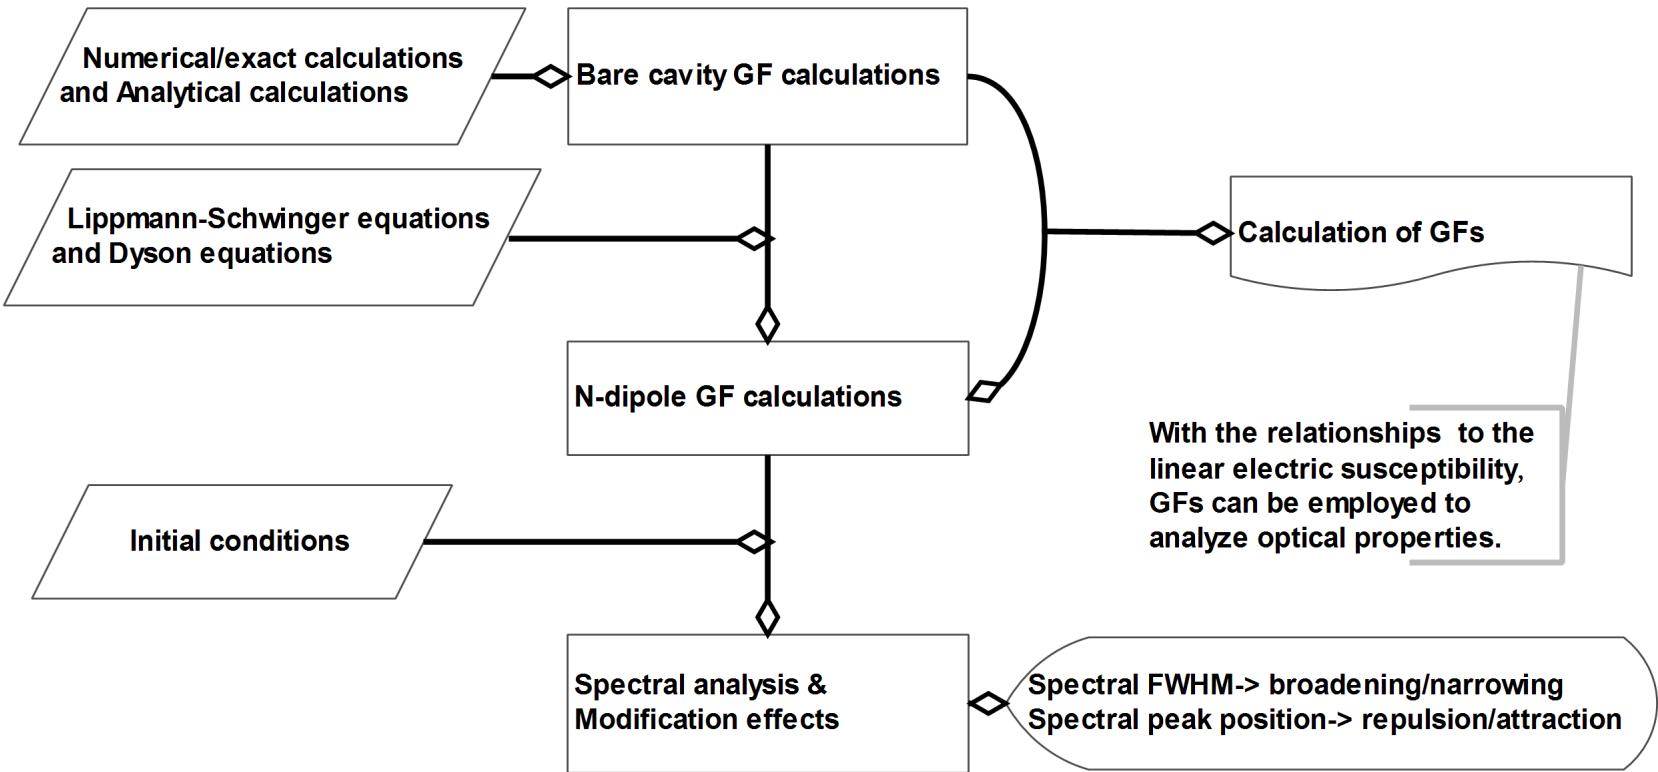 Numerical/exact calculations
and Analytical calculations
Bare cavity GF calculations
Lippmann-Schwinger equations
and Dyson equations
Calculation of GFs
N-dipole GF calculations
With the relationships to the
linear electric susceptibility,
GFs can be employed to
analyze optical properties.
Initial conditions
Spectral analysis &
Modification effects
Spectral FWHM-> broadening/narrowing
Spectral peak position-> repulsion/attraction